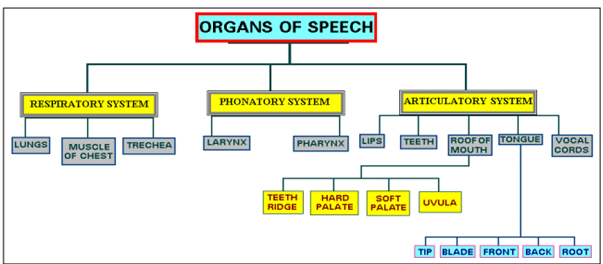 ORGANS OF SPEECH
RESPIRATORY SYSTEM
PHONATORY SYSTEM
ARTICULATORY SYSTEM
LUNGS
MUSCLE
OF CHEST
TRECHEA
LARYNX
PHARYNX
LIPS
TEETH
ROOF OF
MOUTH
TONGUE
VOCAL
CORDS
TEETH
RIDGE
HARD
PALATE
SOFT
PALATE
UVULA
TIP
BLADE
FRONT
BACK
ROOT